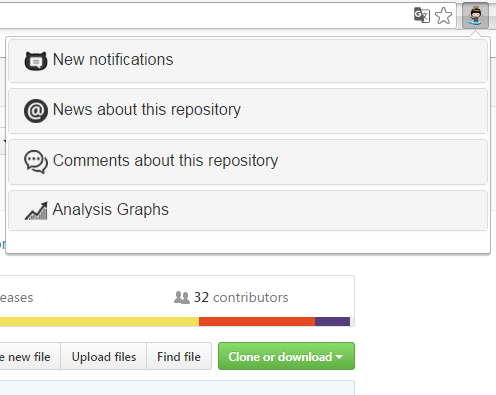 New notifications
News about this repository
Comments about this repository
Analysis Graphs
eases
32 contributors
e new file
Upload files
Find file
Clone or download